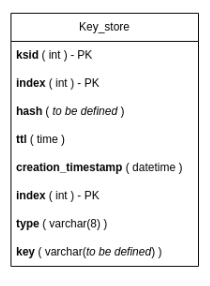 Key_store
ksid ( int ) - PK
index ( int ) - PK
hash ( to be defined )
ttl ( time )
creation_timestamp ( datetime )
index ( int ) - PK
type ( varchar(8) )
key ( varchar(to be defined) )